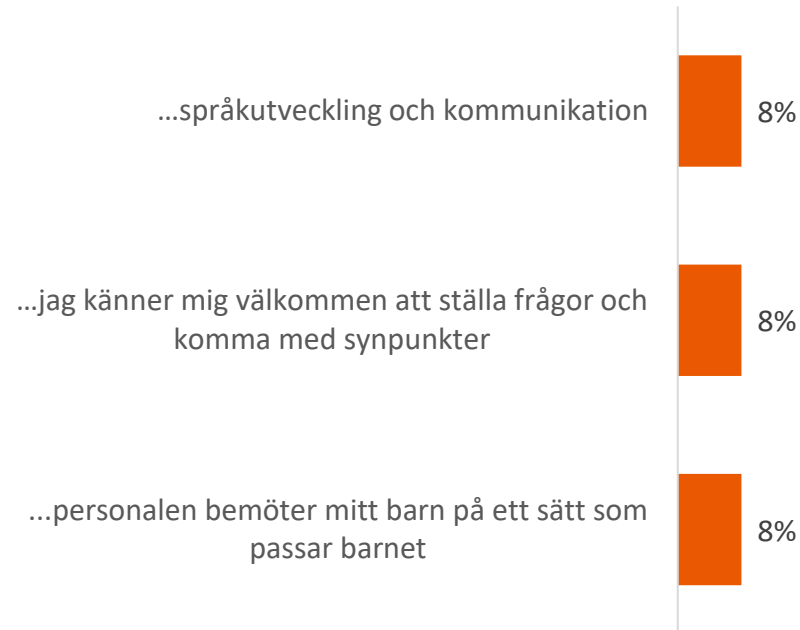 ...språkutveckling och kommunikation
8%
...jag känner mig välkommen att ställa frågor och
komma med synpunkter
8%
...personalen bemöter mitt barn på ett sätt som
passar barnet
8%